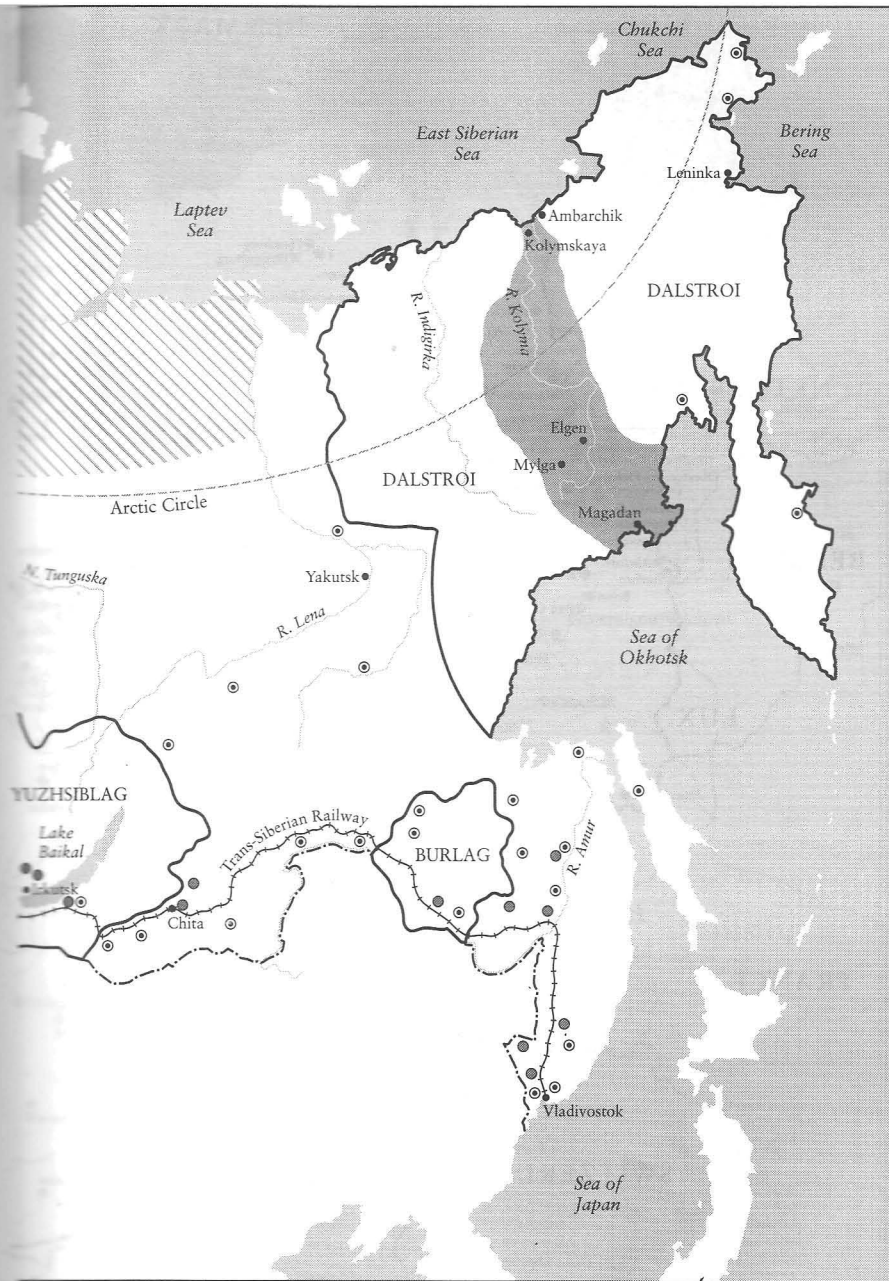 Chukchi
Sea
East Siberian
Sea
Bering
Sea
Leninka
Laptev
Sea
Ambarchik
Kolymskaya
R. Indigirka
R. Kolyma
DALSTROI
Elgen
Mylga
DALSTROI
Arctic Circle
Magadan
N. Tunguska
Yakutsk
R. Lena
Sea of
Okhotsk
YUZHSIBLAG
Trans-Siberian Railway
Lake
Baikal
BURLAG
R. Amur
Irkutsk
Chita
Vladivostok
Sea of
Japan